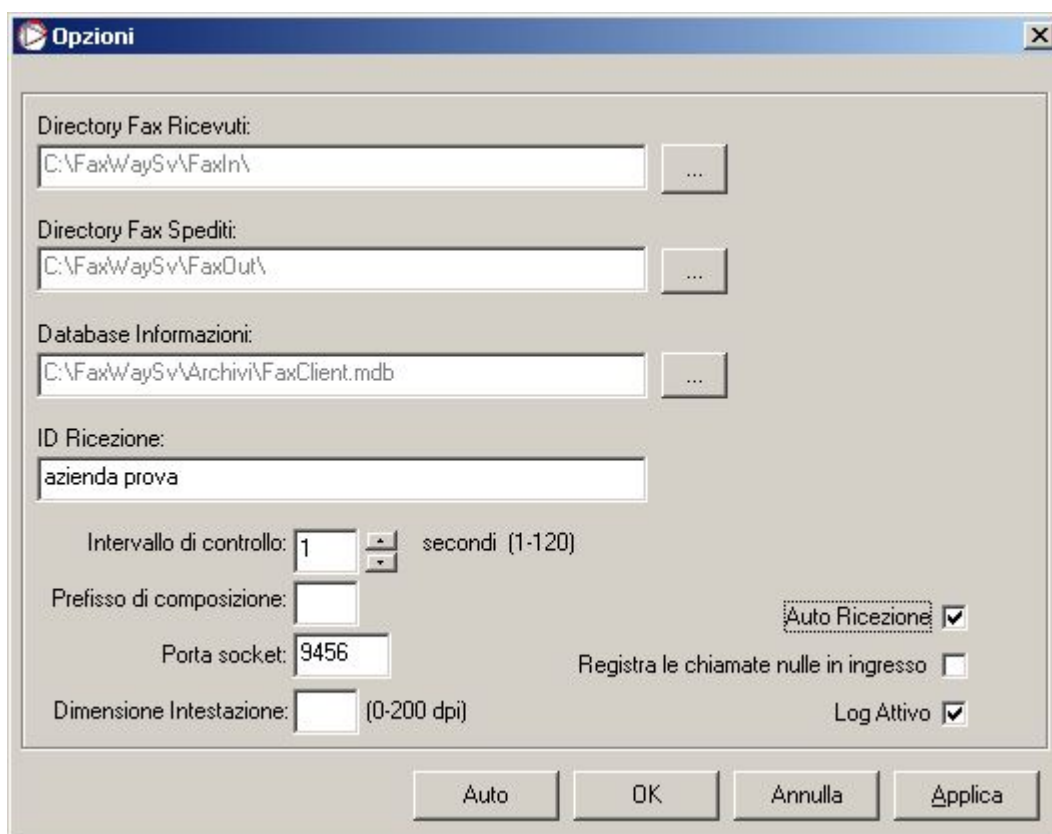 Opzioni
Directory Fax Ricevuti:
C:\FaxWaySv\FaxIn\
...
Directory Fax Spediti:
C:\FaxWaySv\FaxOut\
...
Database Informazioni:
C:\FaxWaySv\Archivi\FaxClient.mdb
...
ID Ricezione:
azienda prova
Intervallo di controllo: 1 secondi (1-120)
Prefisso di composizione:
Auto Ricezione
Porta socket: 9456
Registra le chiamate nulle in ingresso
Dimensione Intestazione: (0-200 dpi)
Log Attivo
Auto OK Annulla Applica